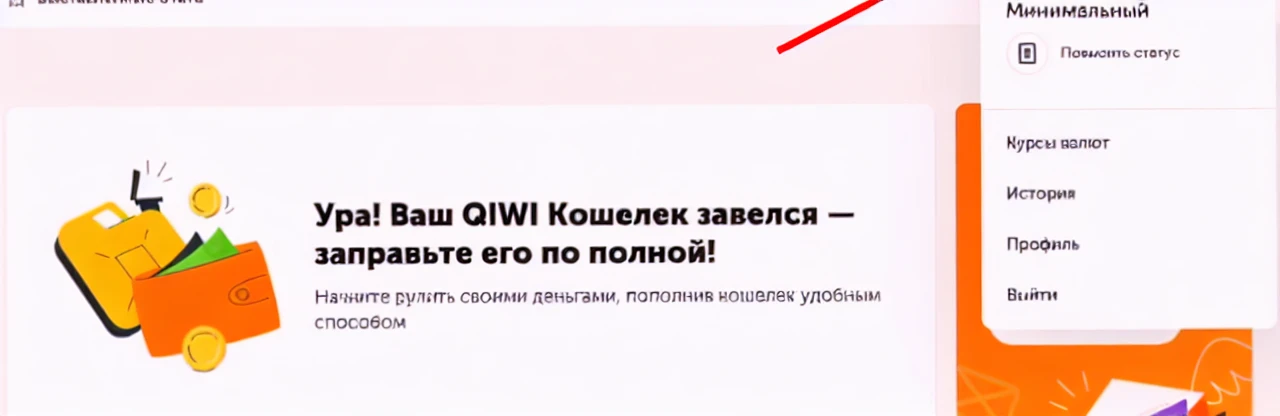 Минимальный
Повысить статус
Курсы валют
История
Профиль
Выйти
Ура! Ваш QIWI Кошелек завелся —
заправьте его по полной!
Начните рулить своими деньгами, пополнив кошелек удобным
способом